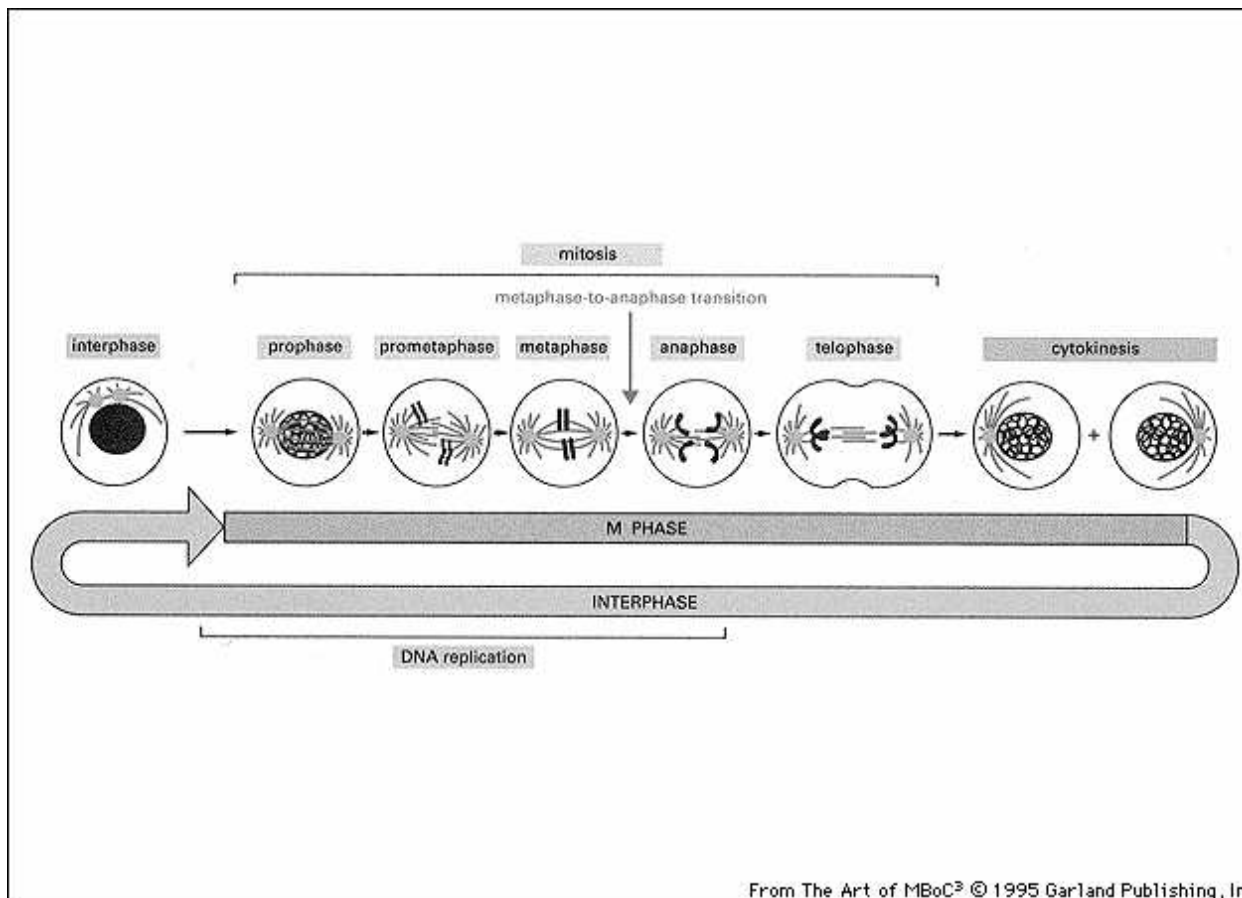 mitosis
metaphase-to-anaphase transition
interphase
prophase
prometaphase
metaphase
anaphase
telophase
cytokinesis
+
M PHASE
INTERPHASE
DNA replication
From The Art of MBoC³ © 1995 Garland Publishing, In